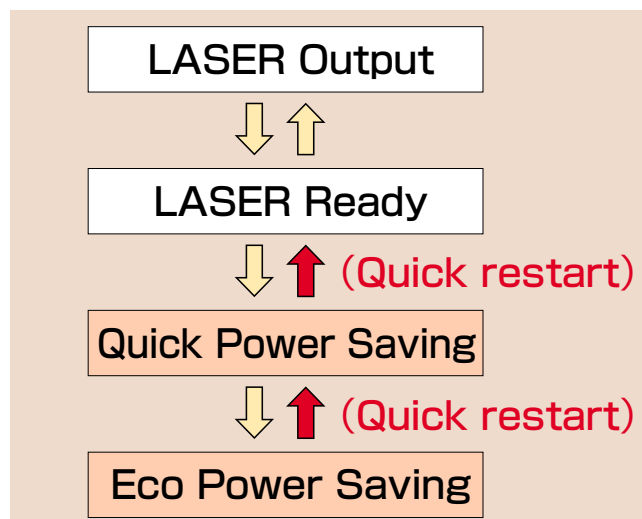 LASER Output
LASER Ready
(Quick restart)
Quick Power Saving
(Quick restart)
Eco Power Saving